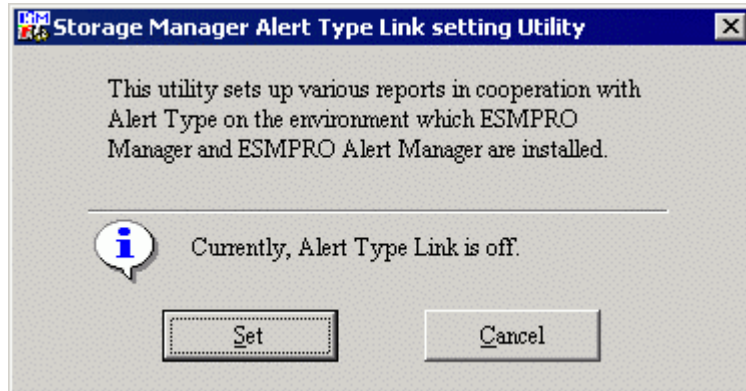 Storage Manager Alert Type Link setting Utility
This utility sets up various reports in cooperation with
Alert Type on the environment which ESMPRO
Manager and ESMPRO Alert Manager are installed.
Currently, Alert Type Link is off.
Set Cancel